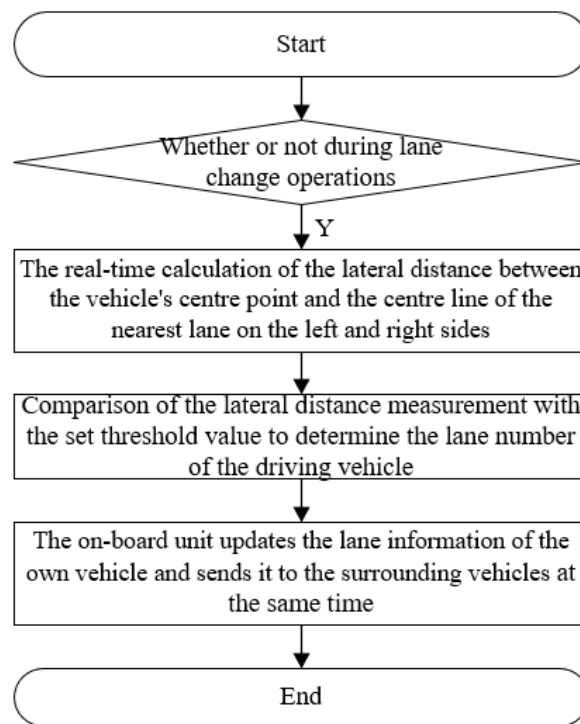 Start
Whether or not during lane
change operations
Y
The real-time calculation of the lateral distance between
the vehicle's centre point and the centre line of the
nearest lane on the left and right sides
Comparison of the lateral distance measurement with
the set threshold value to determine the lane number
of the driving vehicle
The on-board unit updates the lane information of the
own vehicle and sends it to the surrounding vehicles at
the same time
End